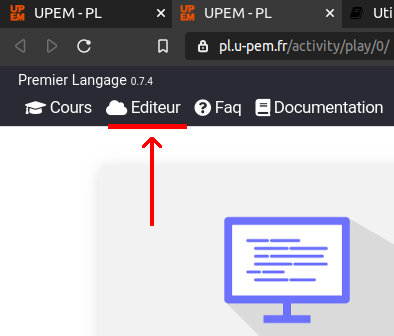 UP EM UPEM - PL × UP EM UPEM - PL × Uti
pl.u-pem.fr/activity/play/0/
Premier Langage 0.7.4
Cours Editeur ? Faq Documentation